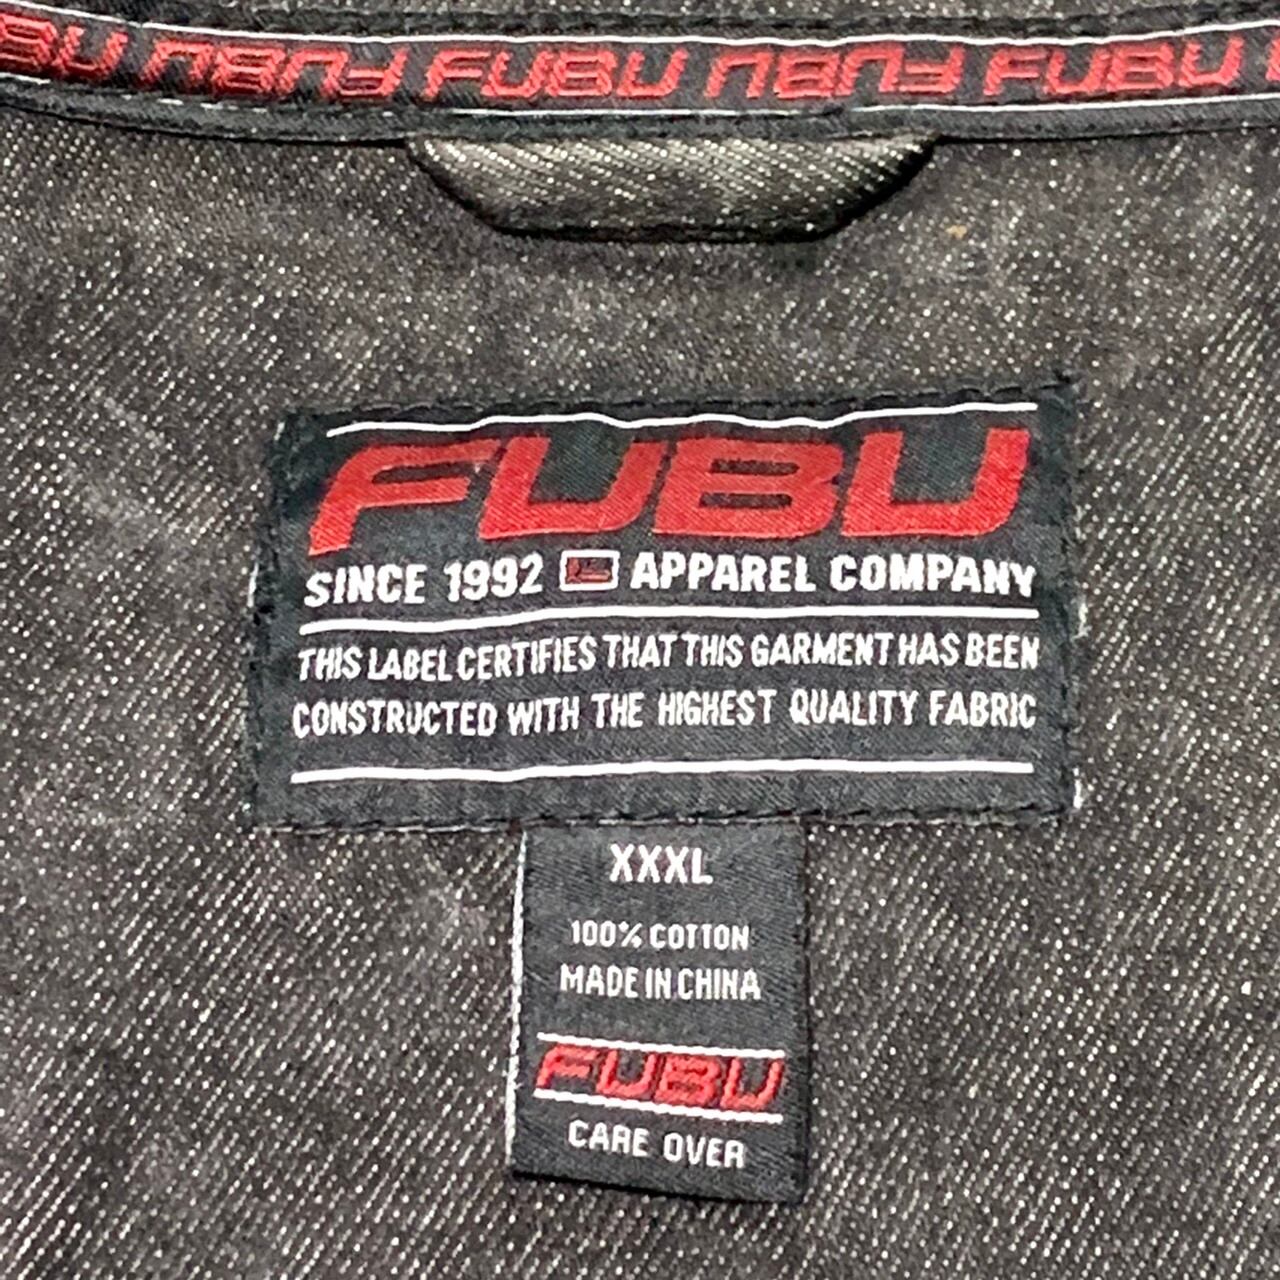 BU FUBU FUBU FUBU FUBU FUBU
FUBU
SINCE 1992 APPAREL COMPANY
THIS LABEL CERTIFIES THAT THIS GARMENT HAS BEEN
CONSTRUCTED WITH THE HIGHEST QUALITY FABRIC
XXXL
100% COTTON
MADE IN CHINA
FUBU
CARE OVER